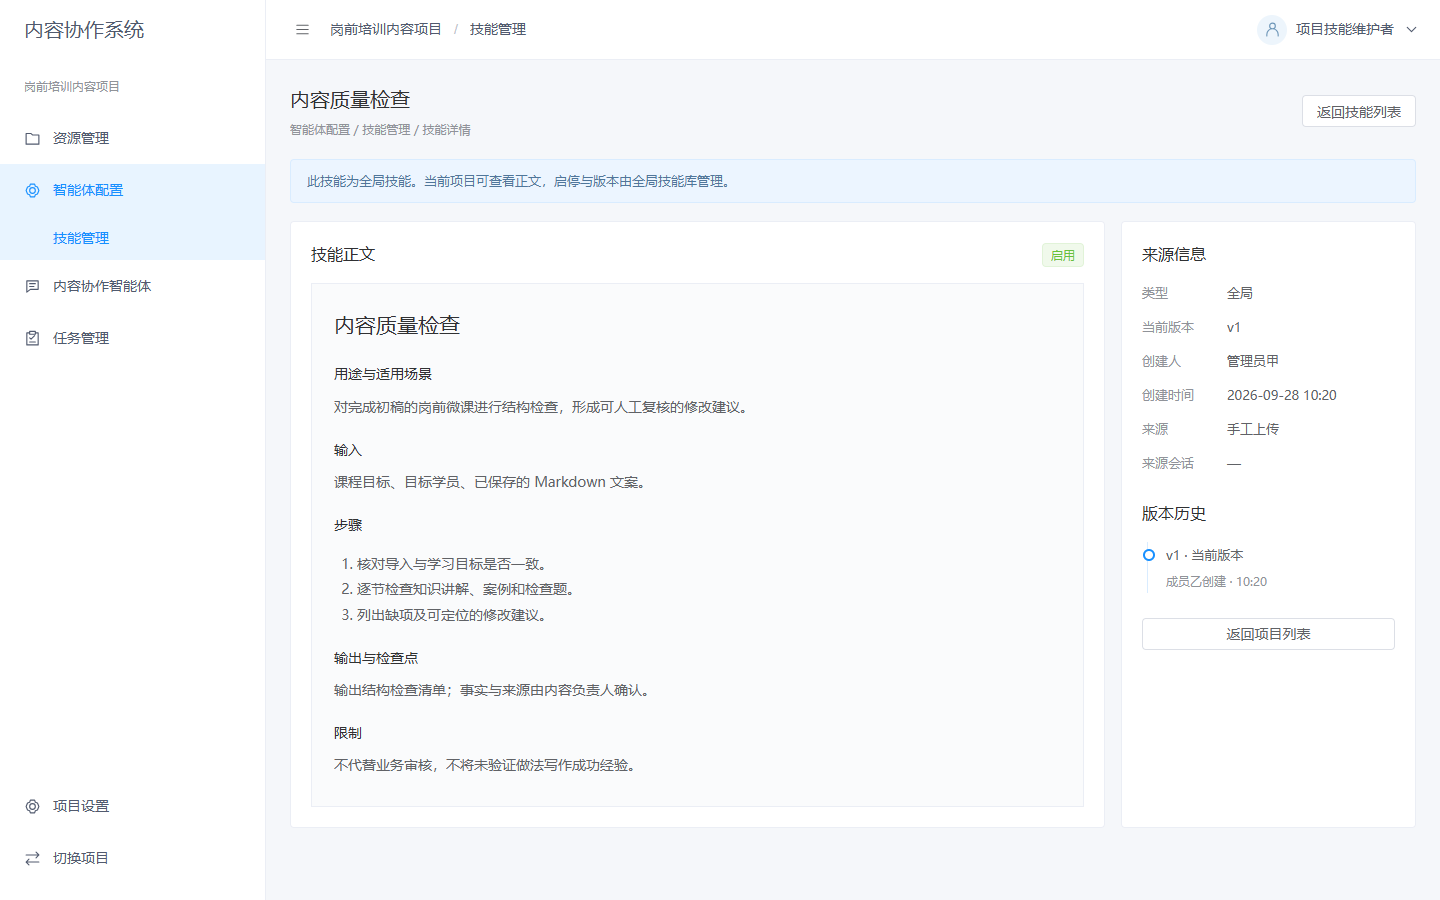 内容协作系统
岗前培训内容项目
资源管理
智能体配置
技能管理
内容协作智能体
任务管理
项目设置
切换项目
岗前培训内容项目 / 技能管理
项目技能维护者
内容质量检查
智能体配置 / 技能管理 / 技能详情
返回技能列表
此技能为全局技能。当前项目可查看正文，启停与版本由全局技能库管理。
技能正文
启用
内容质量检查
用途与适用场景
对完成初稿的岗前微课进行结构检查，形成可人工复核的修改建议。
输入
课程目标、目标学员、已保存的 Markdown 文案。
步骤
1. 核对导入与学习目标是否一致。
2. 逐节检查知识讲解、案例和检查题。
3. 列出缺项及可定位的修改建议。
输出与检查点
输出结构检查清单；事实与来源由内容负责人确认。
限制
不代替业务审核，不将未验证做法写作成功经验。
来源信息
类型 全局
当前版本 v1
创建人 管理员甲
创建时间 2026-09-28 10:20
来源 手工上传
来源会话 —
版本历史
v1 · 当前版本
成员乙创建 · 10:20
返回项目列表